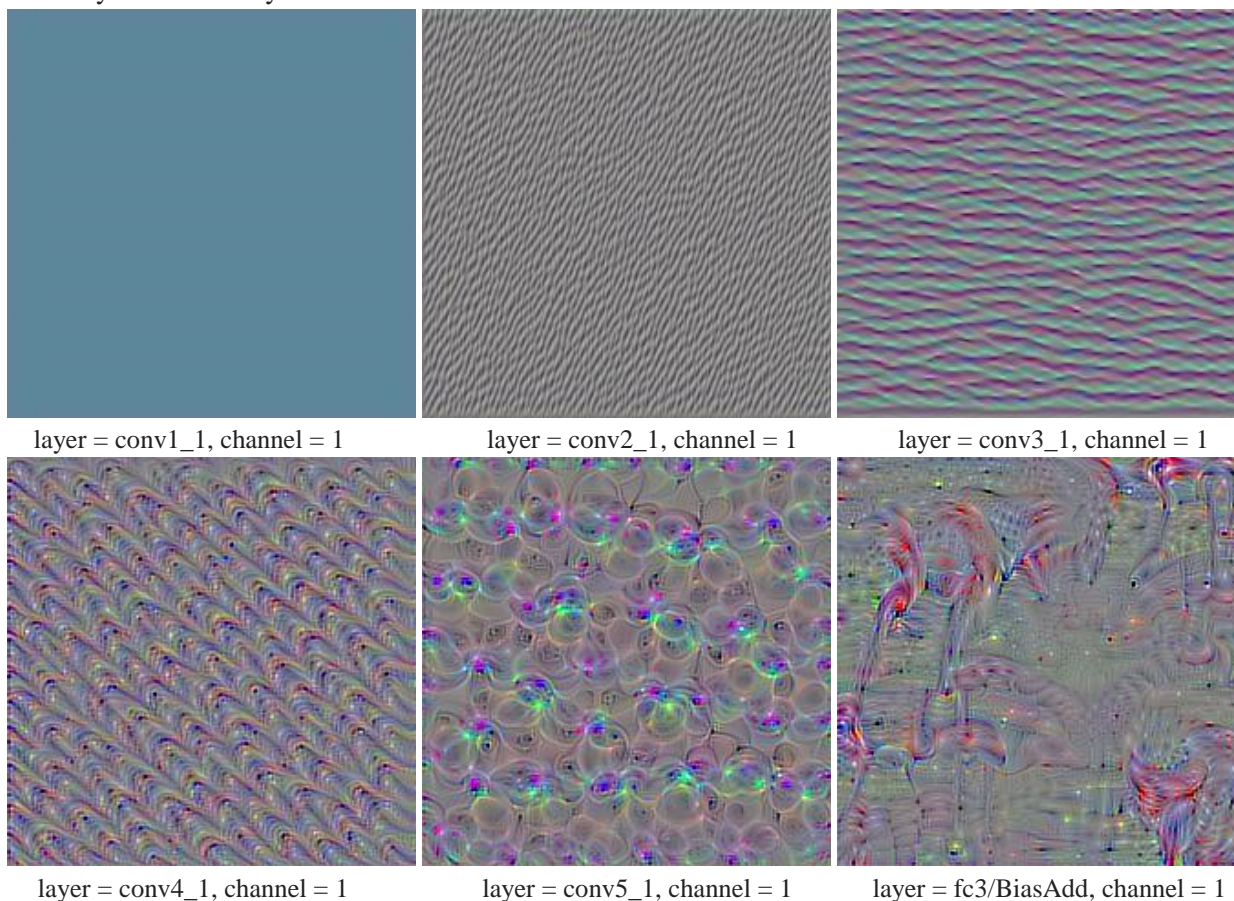 layer = conv1_1, channel = 1
layer = conv2_1, channel = 1
layer = conv3_1, channel = 1
layer = conv4_1, channel = 1
layer = conv5_1, channel = 1
layer = fc3/BiasAdd, channel = 1